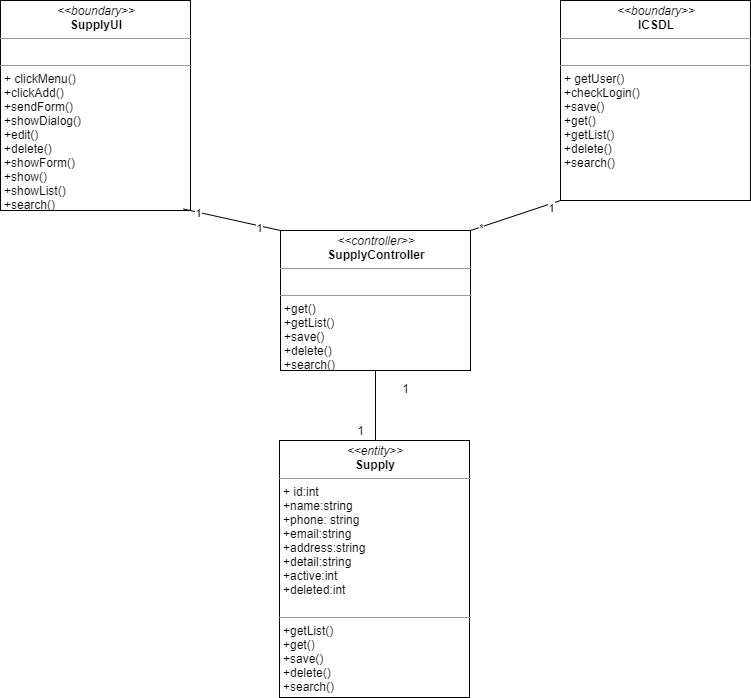 <<boundary>>
SupplyUI
+ clickMenu()
+clickAdd()
+sendForm()
+showDialog()
+edit()
+delete()
+showForm()
+show()
+showList()
+search()
<<boundary>>
ICSDL
+ getUser()
+checkLogin()
+save()
+get()
+getList()
+delete()
+search()
1
1
*
1
<<controller>>
SupplyController
+get()
+getList()
+save()
+delete()
+search()
1
1
<<entity>>
Supply
+ id:int
+name:string
+phone: string
+email:string
+address:string
+detail:string
+active:int
+deleted:int
+getList()
+get()
+save()
+delete()
+search()